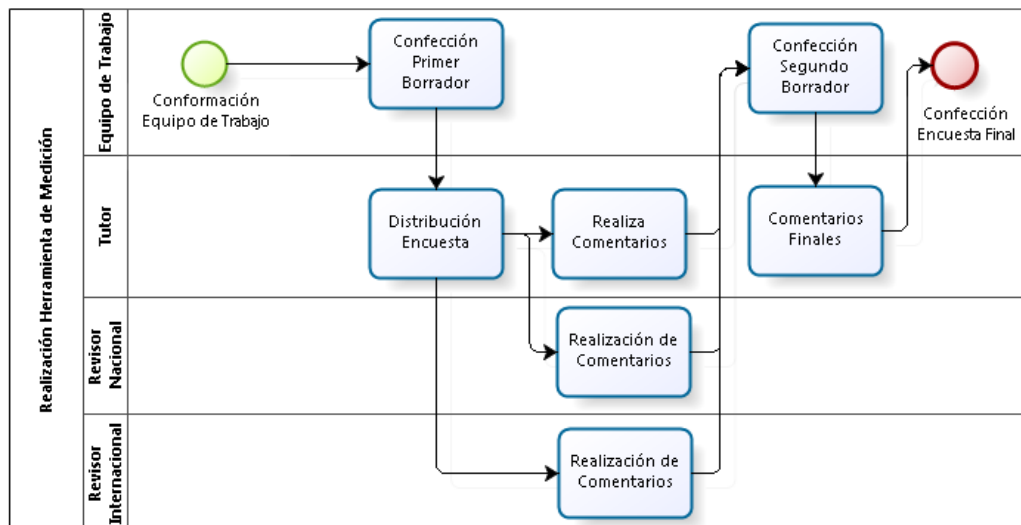 Realización Herramienta de Medición
Equipo de Trabajo
Conformación
Equipo de Trabajo
Confección
Primer
Borrador
Confección
Segundo
Borrador
Confección
Encuesta Final
Tutor
Distribución
Encuesta
Realiza
Comentarios
Comentarios
Finales
Revisor
Nacional
Realización de
Comentarios
Revisor
Internacional
Realización de
Comentarios